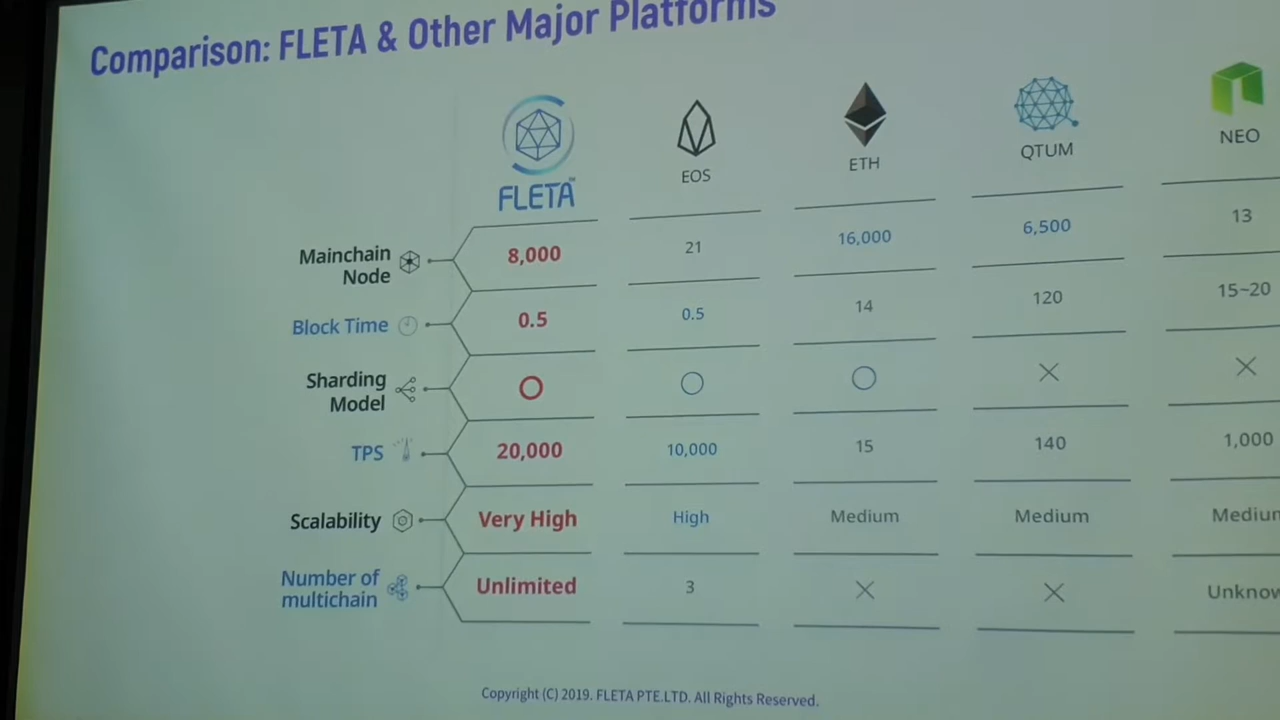 Comparison: FLETA & Other Major Platforms
FLETA
EOS
ETH
QTUM
NEO
Mainchain
Node
8,000
21
16,000
6,500
13
Block Time
0.5
0.5
14
120
15~20
Sharding
Model
TPS
20,000
10,000
15
140
1,000
Scalability
Very High
High
Medium
Medium
Mediu
Number of
multichain
Unlimited
3
Unknow
Copyright (C) 2019. FLETA PTE.LTD. All Rights Reserved.